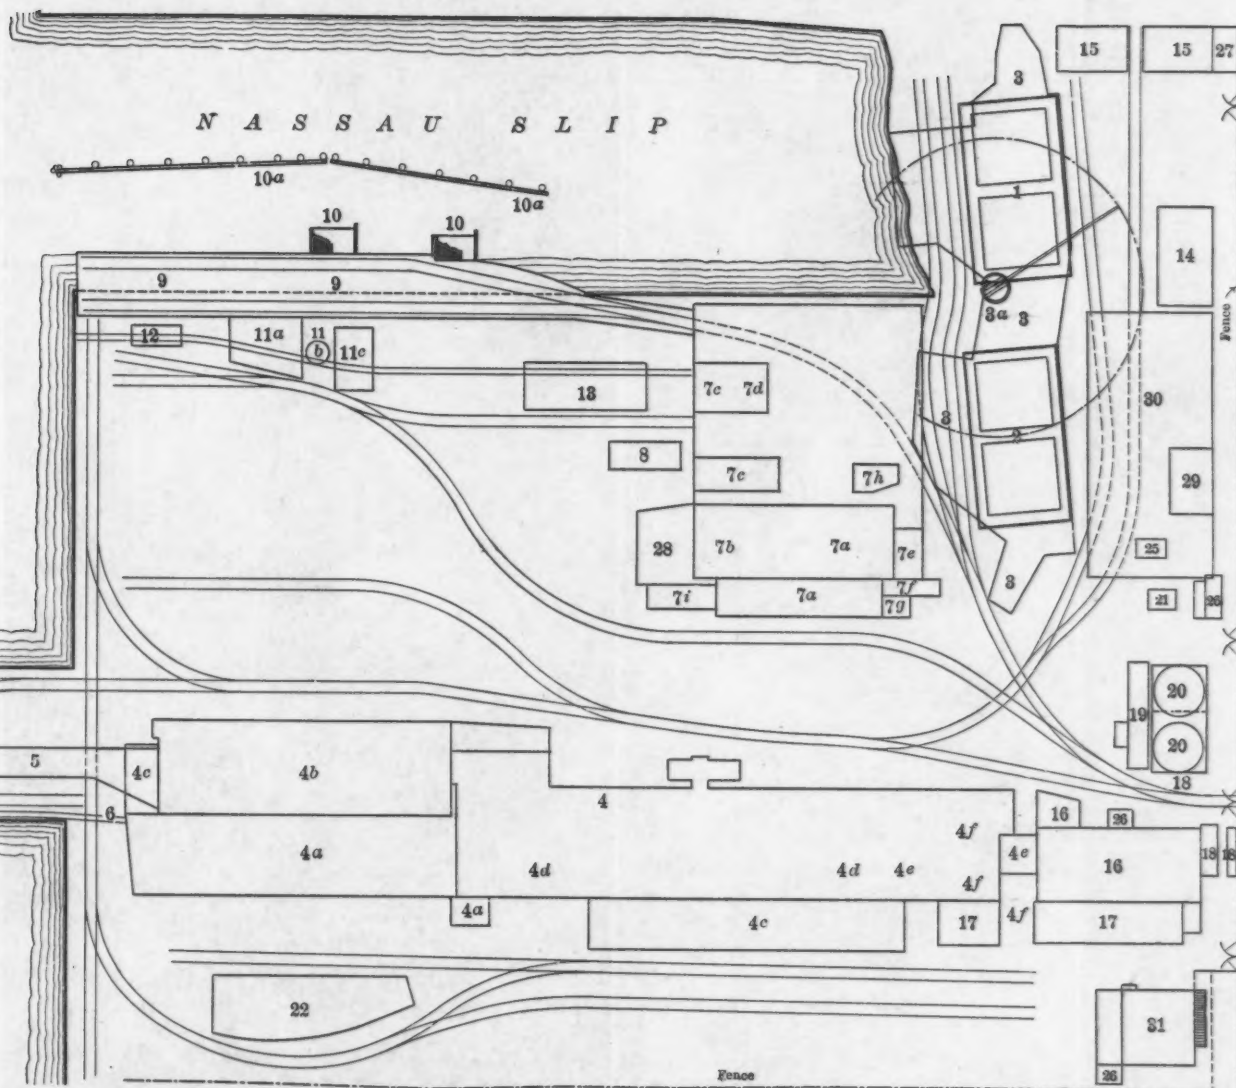 15
15
27
3
NASSAU SLIP
10a
10a
1
10
10
14
9
9
3a
3
Fence
12
11a
11
b
11c
13
7c
7d
3
2
30
8
7c
7h
29
28
7b
7a
7e
25
7i
7a
7f
7g
3
21
26
19
20
20
18
5
4c
4b
4
6
4a
4d
4f
4d
4e
4f
4e
16
26
16
18
18
4a
4c
17
4f
17
22
31
26
Fence